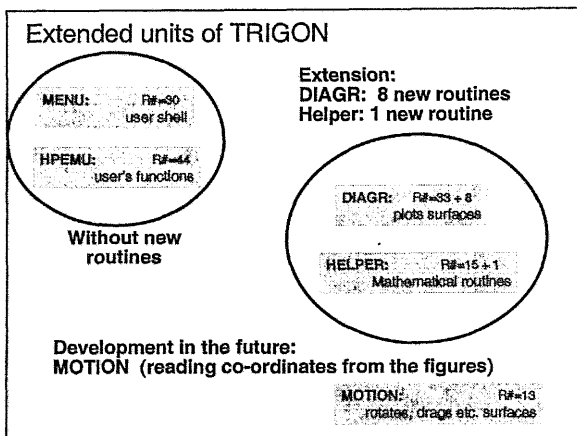 Extended units of TRIGON
MENU: R#=30
user shell
HPEMU: R#=44
user's functions
Without new
routines
Extension:
DIAGR: 8 new routines
Helper: 1 new routine
DIAGR: R#=33 + 8
plots surfaces
HELPER: R#=15 + 1
Mathematical routines
Development in the future:
MOTION (reading co-ordinates from the figures)
MOTION: R#=13
rotates, drags etc. surfaces